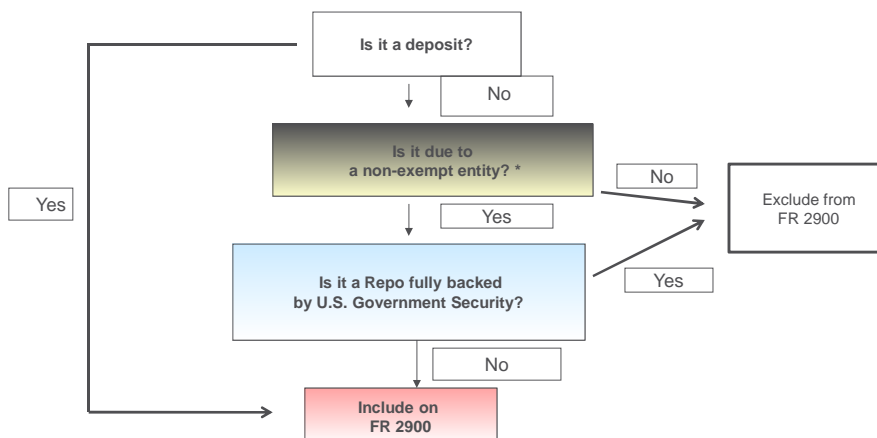 Is it a deposit?
No
Is it due to
a non-exempt entity? *
No
Yes
Exclude from
FR 2900
Yes
Is it a Repo fully backed
by U.S. Government Security?
Yes
No
Include on
FR 2900